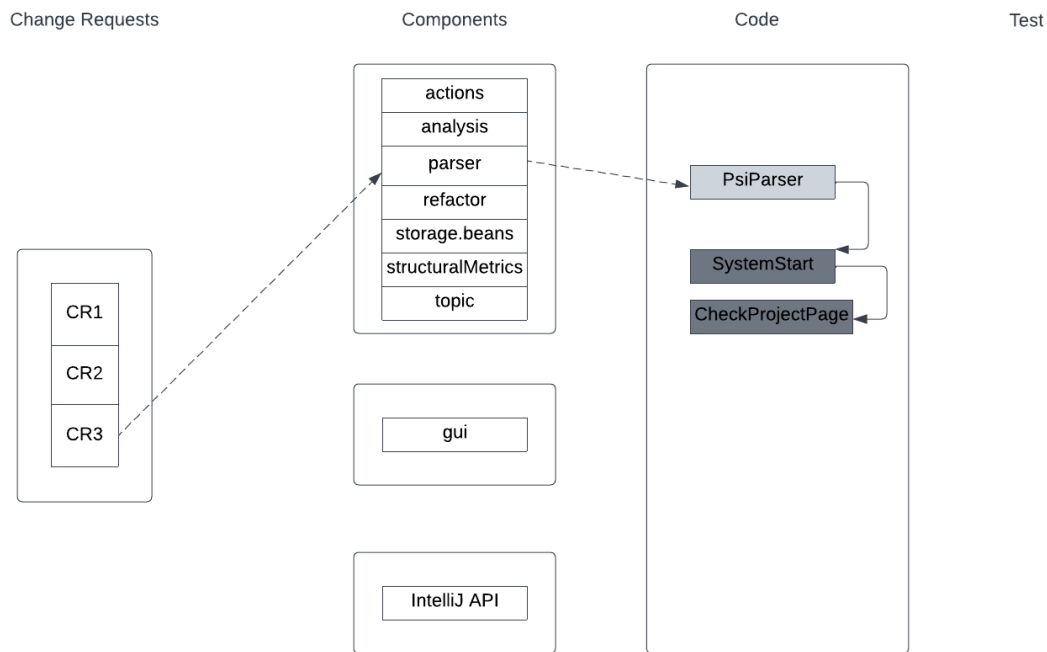 Change Requests
Components
Code
Test
actions
analysis
parser
refactor
storage.beans
structuralMetrics
topic
gui
IntelliJ API
CR1
CR2
CR3
PsiParser
SystemStart
CheckProjectPage